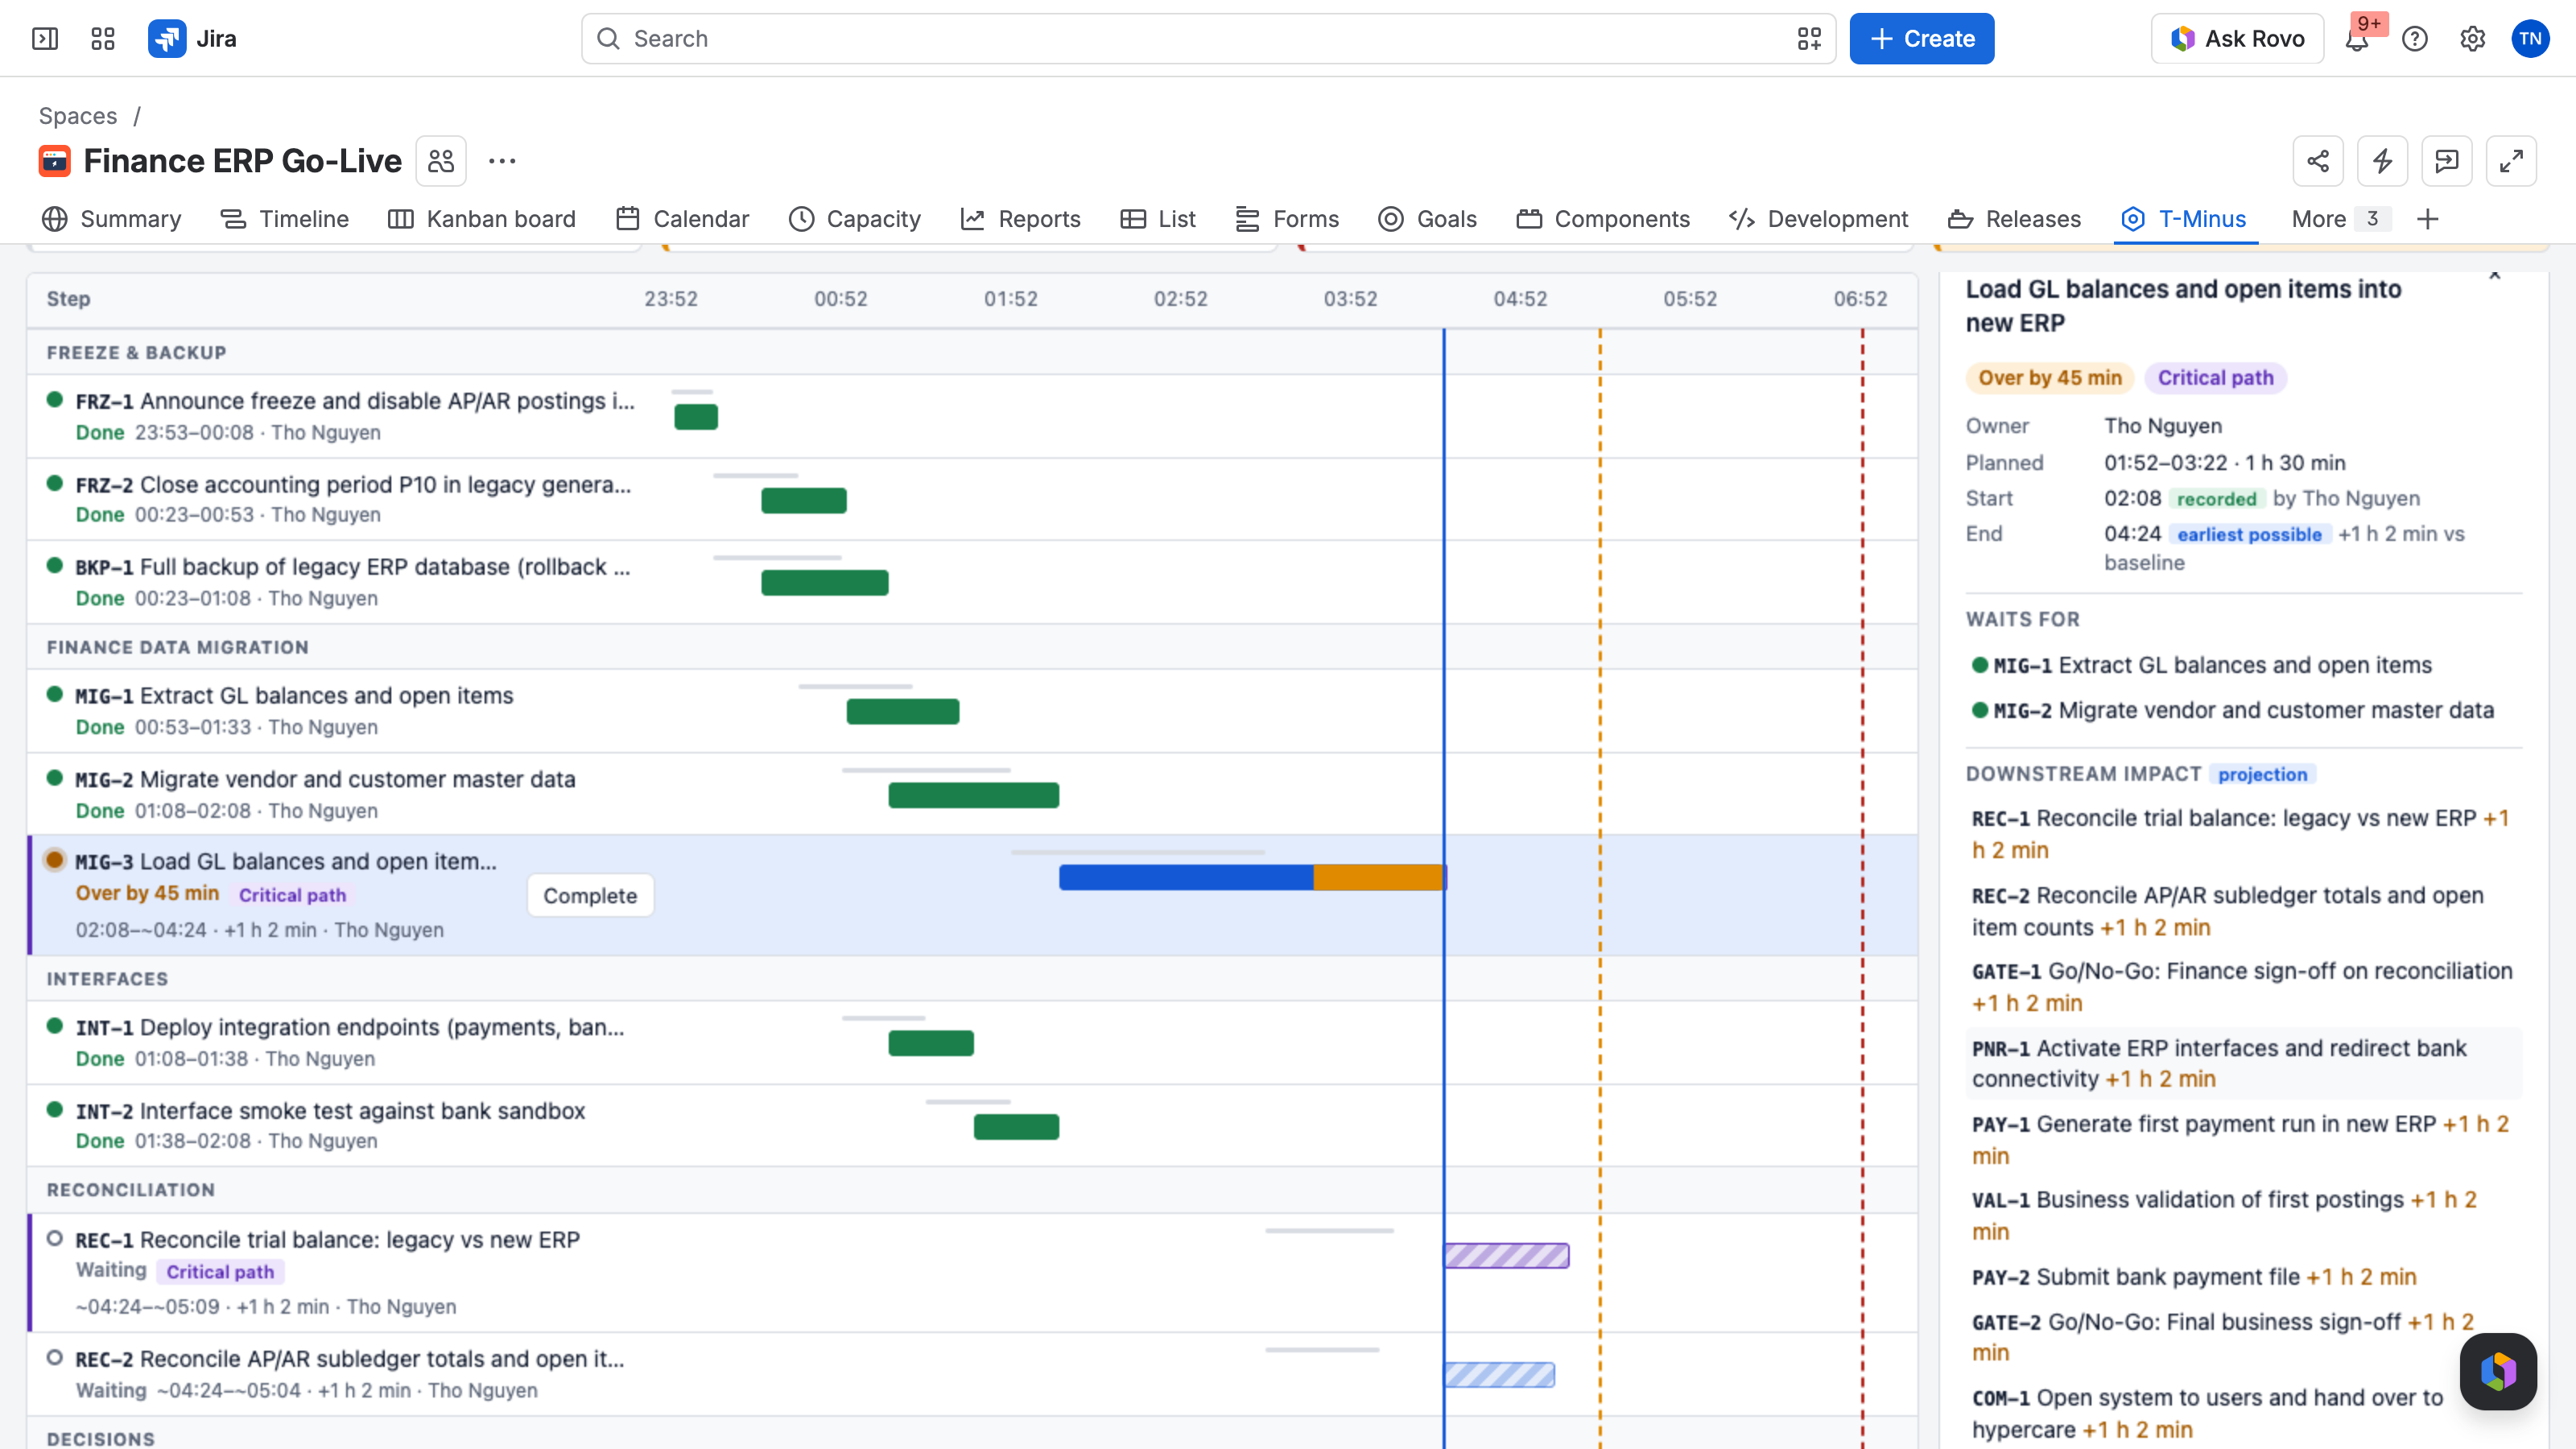 Jira
Search
Create
Ask Rovo
9+
TN
Spaces /
Finance ERP Go-Live
Summary
Timeline
Kanban board
Calendar
Capacity
Reports
List
Forms
Goals
Components
Development
Releases
T-Minus
More 3
Step
23:52
00:52
01:52
02:52
03:52
04:52
05:52
06:52
FREEZE & BACKUP
FRZ-1 Announce freeze and disable AP/AR postings i...
Done 23:53–00:08 · Tho Nguyen
FRZ-2 Close accounting period P10 in legacy genera...
Done 00:23–00:53 · Tho Nguyen
BKP-1 Full backup of legacy ERP database (rollback ...
Done 00:23–01:08 · Tho Nguyen
FINANCE DATA MIGRATION
MIG-1 Extract GL balances and open items
Done 00:53–01:33 · Tho Nguyen
MIG-2 Migrate vendor and customer master data
Done 01:08–02:08 · Tho Nguyen
MIG-3 Load GL balances and open item...
Over by 45 min Critical path
Complete
02:08–~04:24 · +1 h 2 min · Tho Nguyen
INTERFACES
INT-1 Deploy integration endpoints (payments, ban...
Done 01:08–01:38 · Tho Nguyen
INT-2 Interface smoke test against bank sandbox
Done 01:38–02:08 · Tho Nguyen
RECONCILIATION
REC-1 Reconcile trial balance: legacy vs new ERP
Waiting Critical path
~04:24–~05:09 · +1 h 2 min · Tho Nguyen
REC-2 Reconcile AP/AR subledger totals and open it...
Waiting ~04:24–~05:04 · +1 h 2 min · Tho Nguyen
DECISIONS
Load GL balances and open items into
new ERP
Over by 45 min Critical path
Owner Tho Nguyen
Planned 01:52–03:22 · 1 h 30 min
Start 02:08 recorded by Tho Nguyen
End 04:24 earliest possible +1 h 2 min vs
baseline
WAITS FOR
MIG-1 Extract GL balances and open items
MIG-2 Migrate vendor and customer master data
DOWNSTREAM IMPACT projection
REC-1 Reconcile trial balance: legacy vs new ERP +1
h 2 min
REC-2 Reconcile AP/AR subledger totals and open
item counts +1 h 2 min
GATE-1 Go/No-Go: Finance sign-off on reconciliation
+1 h 2 min
PNR-1 Activate ERP interfaces and redirect bank
connectivity +1 h 2 min
PAY-1 Generate first payment run in new ERP +1 h 2
min
VAL-1 Business validation of first postings +1 h 2
min
PAY-2 Submit bank payment file +1 h 2 min
GATE-2 Go/No-Go: Final business sign-off +1 h 2
min
COM-1 Open system to users and hand over to
hypercare +1 h 2 min